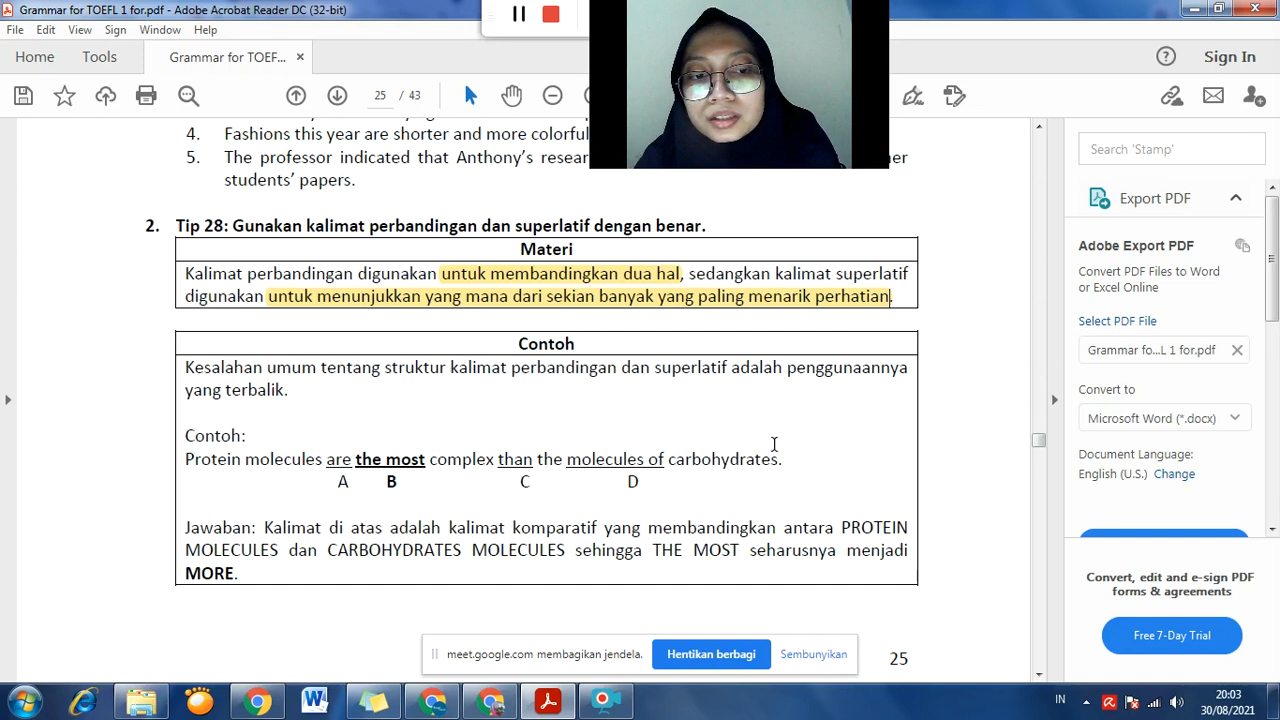 Grammar for TOEFL 1 for.pdf - Adobe Acrobat Reader DC (32-bit)
File Edit View Sign Window Help
Home Tools Grammar for TOEF... Sign In
25 / 43
4. Fashions this year are shorter and more colorful
5. The professor indicated that Anthony's resear her
students' papers.
2. Tip 28: Gunakan kalimat perbandingan dan superlatif dengan benar.
Materi
Kalimat perbandingan digunakan untuk membandingkan dua hal, sedangkan kalimat superlatif
digunakan untuk menunjukkan yang mana dari sekian banyak yang paling menarik perhatian.
Contoh
Kesalahan umum tentang struktur kalimat perbandingan dan superlatif adalah penggunaannya
yang terbalik.
Contoh:
Protein molecules are the most complex than the molecules of carbohydrates.
A B C D
Jawaban: Kalimat di atas adalah kalimat komparatif yang membandingkan antara PROTEIN
MOLECULES dan CARBOHYDRATES MOLECULES sehingga THE MOST seharusnya menjadi
MORE.
25
Search 'Stamp'
Export PDF
Adobe Export PDF
Convert PDF Files to Word
or Excel Online
Select PDF File
Grammar fo...L 1 for.pdf
Convert to
Microsoft Word (*.docx)
Document Language:
English (U.S.) Change
Convert, edit and e-sign PDF
forms & agreements
Free 7-Day Trial
meet.google.com membagikan jendela. Hentikan berbagi Sembunyikan
IN
20:03
30/08/2021